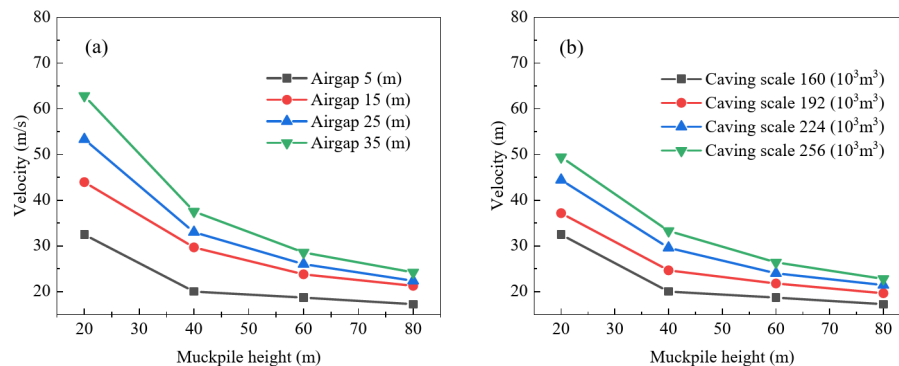 (a)
Airgap 5 (m)
Airgap 15 (m)
Airgap 25 (m)
Airgap 35 (m)
Velocity (m/s)
80
70
60
50
40
30
20
20 30 40 50 60 70 80
Muckpile height (m)
(b)
Caving scale 160 (10³m³)
Caving scale 192 (10³m³)
Caving scale 224 (10³m³)
Caving scale 256 (10³m³)
Velocity (m)
80
70
60
50
40
30
20
20 30 40 50 60 70 80
Muckpile height (m)